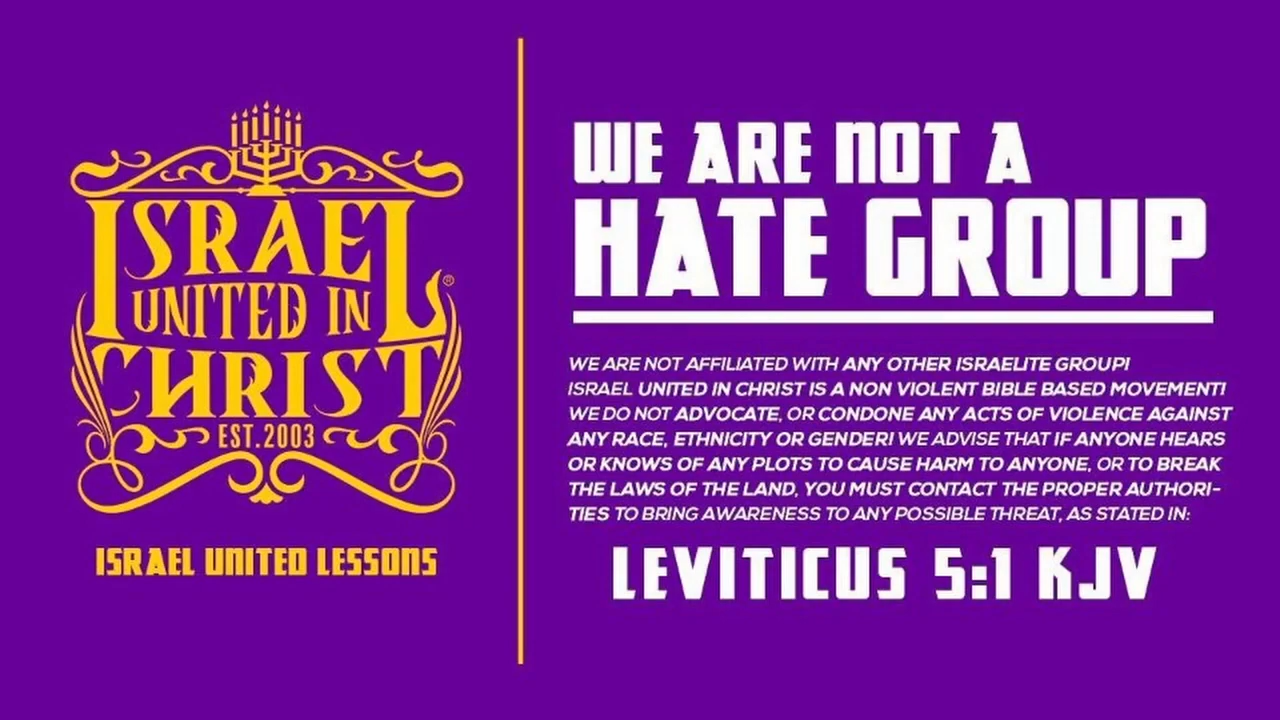 ISRAEL
UNITED IN
CHRIST
EST.2003
ISRAEL UNITED LESSONS
WE ARE NOT A
HATE GROUP
WE ARE NOT AFFILIATED WITH ANY OTHER ISRAELITE GROUP!
ISRAEL UNITED IN CHRIST IS A NON VIOLENT BIBLE BASED MOVEMENT!
WE DO NOT ADVOCATE, OR CONDONE ANY ACTS OF VIOLENCE AGAINST
ANY RACE, ETHNICITY OR GENDER! WE ADVISE THAT IF ANYONE HEARS
OR KNOWS OF ANY PLOTS TO CAUSE HARM TO ANYONE, OR TO BREAK
THE LAWS OF THE LAND, YOU MUST CONTACT THE PROPER AUTHORI-
TIES TO BRING AWARENESS TO ANY POSSIBLE THREAT, AS STATED IN:
LEVITICUS 5:1 KJV